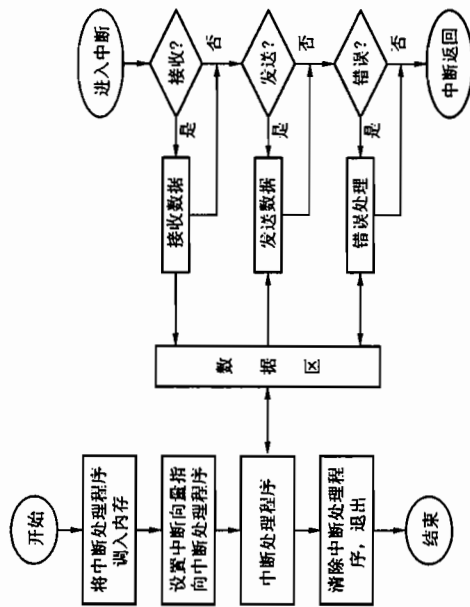 开始
将中断处理程序
调入内存
设置中断向量指
向中断处理程序
中断处理程序
清除中断处理程
序，退出
结束
数据区
进入中断
接收？
是
否
接收数据
发送？
是
否
发送数据
错误？
是
否
错误处理
中断返回